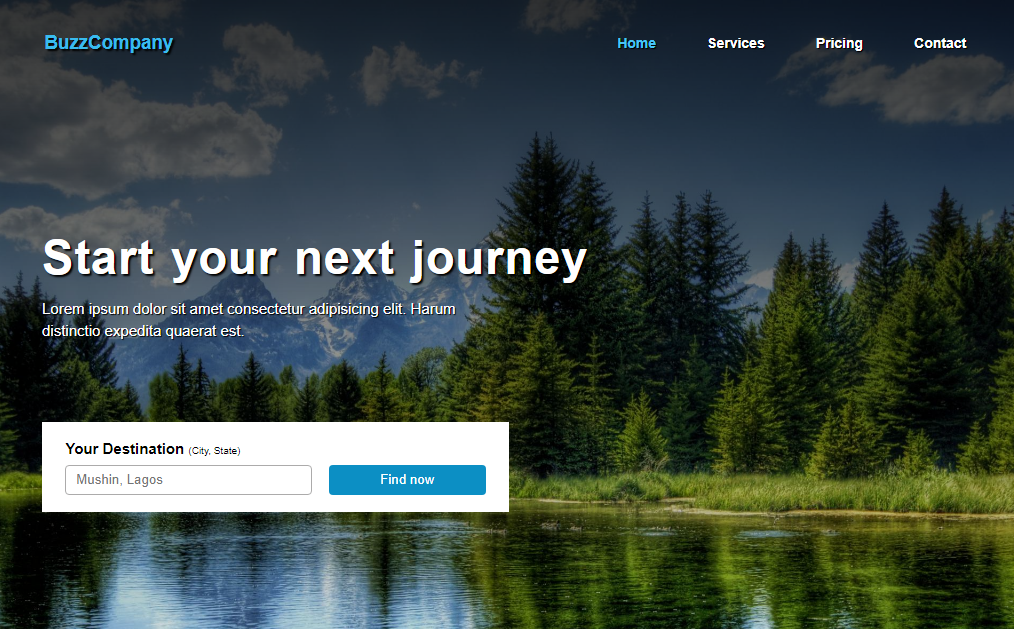 BuzzCompany
Home Services Pricing Contact
Start your next journey
Lorem ipsum dolor sit amet consectetur adipisicing elit. Harum
distinctio expedita quaerat est.
Your Destination (City, State)
Mushin, Lagos
Find now